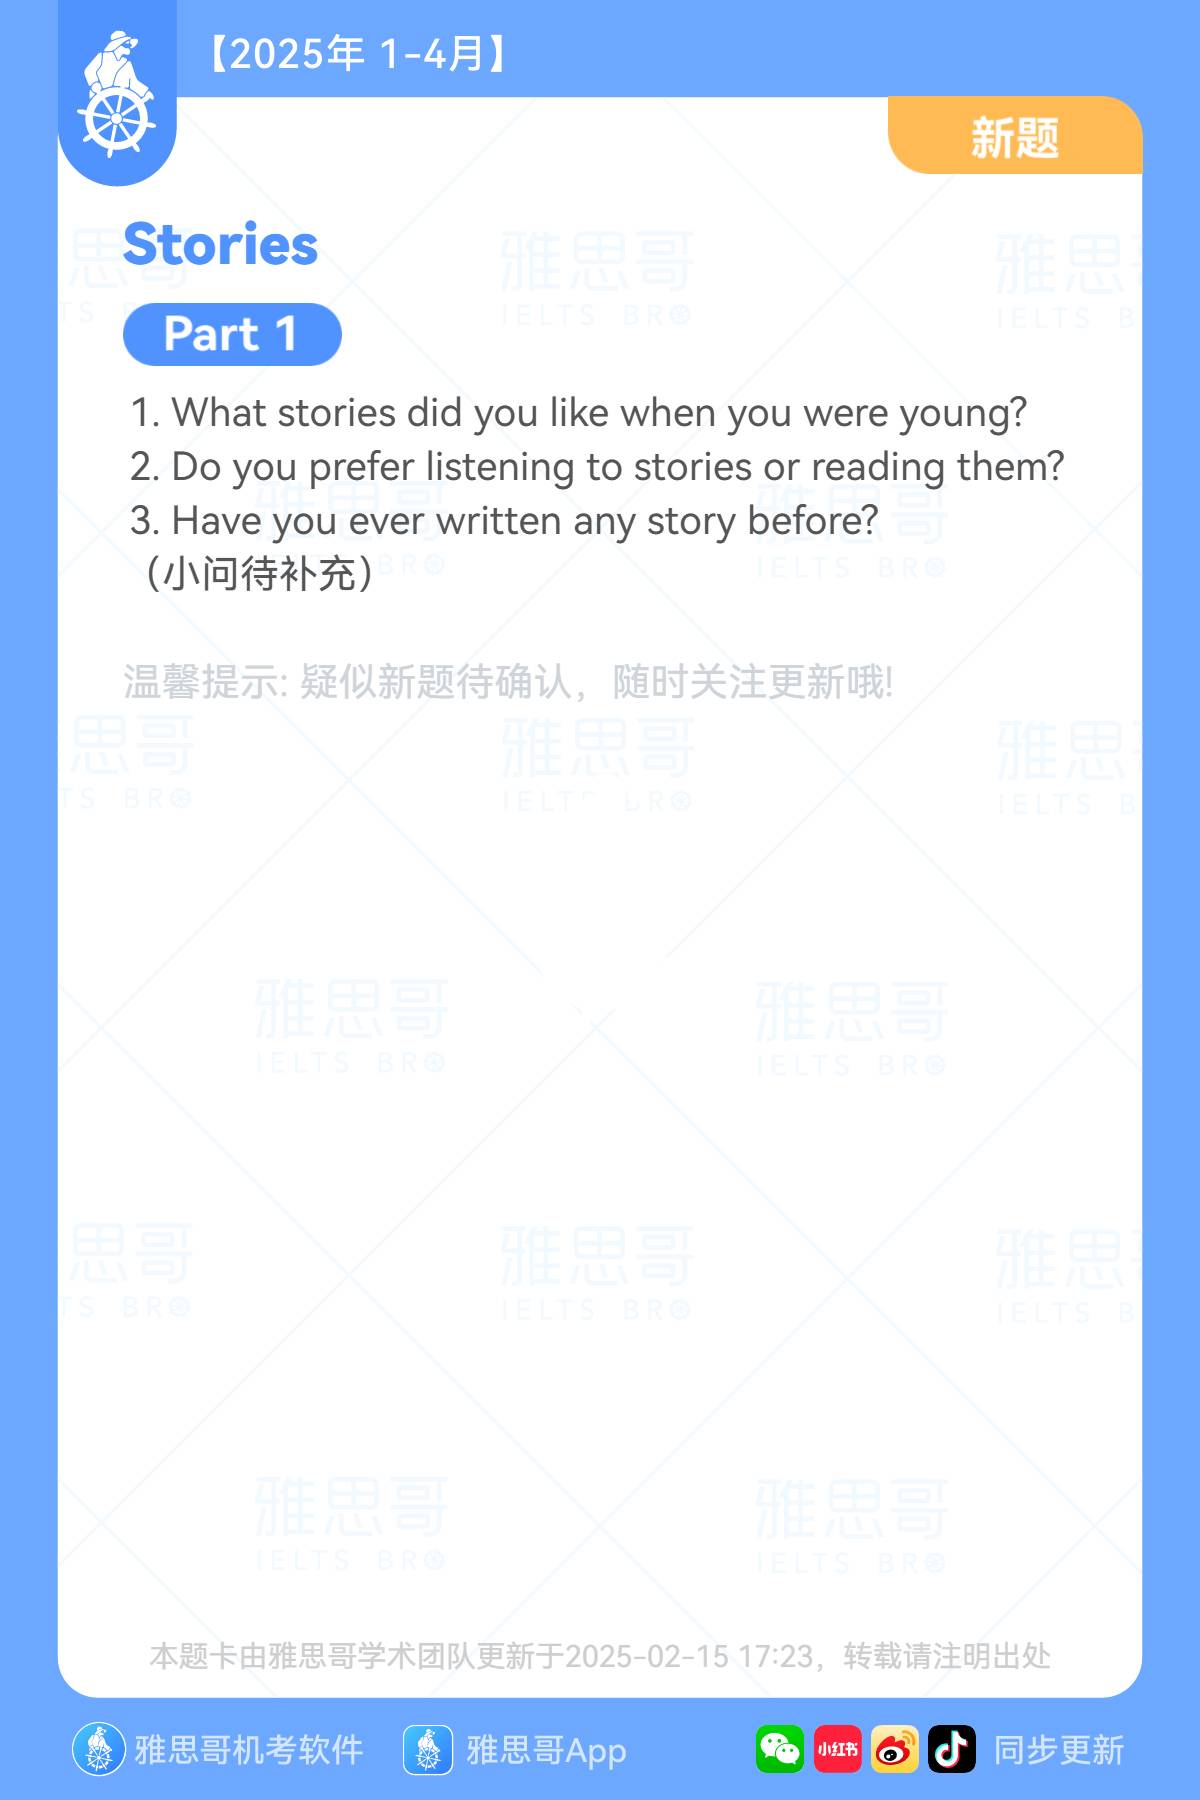 【2025年 1-4月】
新题
Stories
Part 1
1. What stories did you like when you were young?
2. Do you prefer listening to stories or reading them?
3. Have you ever written any story before?
（小问待补充）
温馨提示: 疑似新题待确认，随时关注更新哦!
雅思哥
IELTS BRO
本题卡由雅思哥学术团队更新于2025-02-15 17:23，转载请注明出处
雅思哥机考软件
雅思哥App
小红书
同步更新